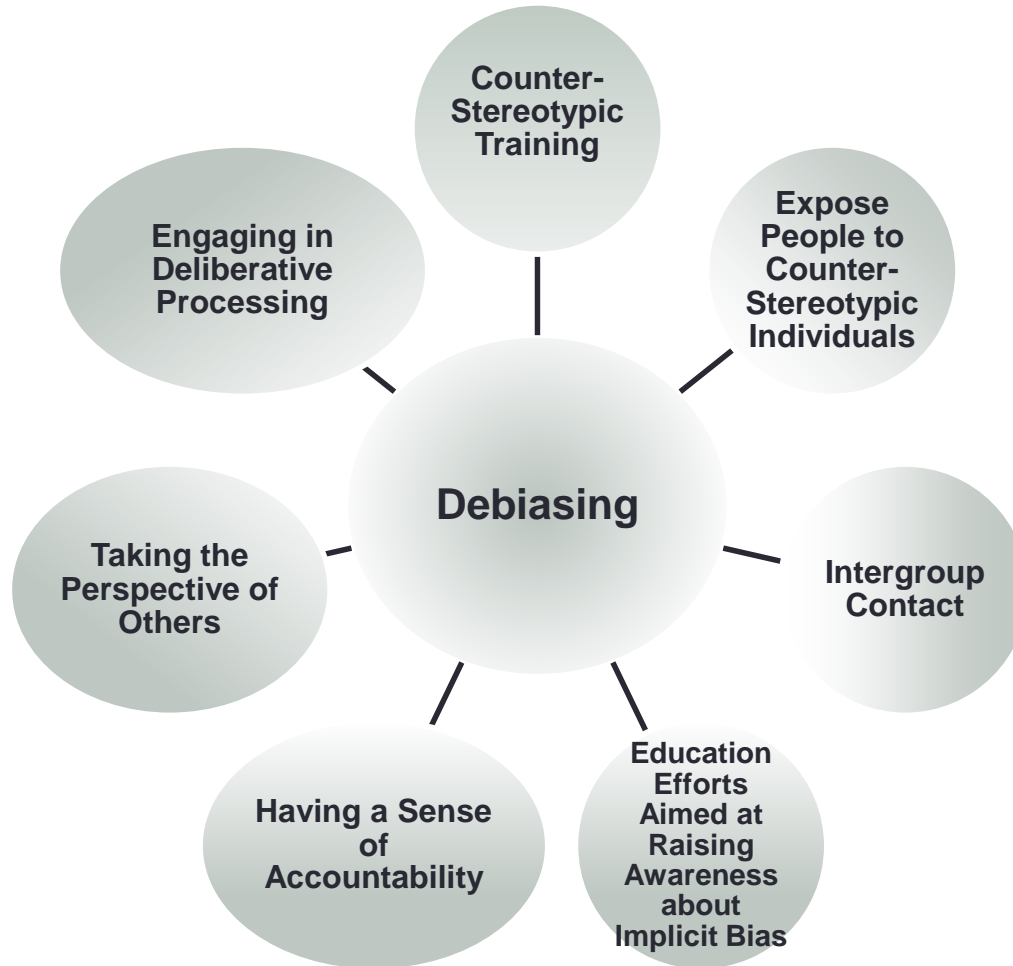 Counter-
Stereotypic
Training
Expose
People to
Counter-
Stereotypic
Individuals
Intergroup
Contact
Education
Efforts
Aimed at
Raising
Awareness
about
Implicit Bias
Having a Sense
of
Accountability
Taking the
Perspective of
Others
Engaging in
Deliberative
Processing
Debiasing